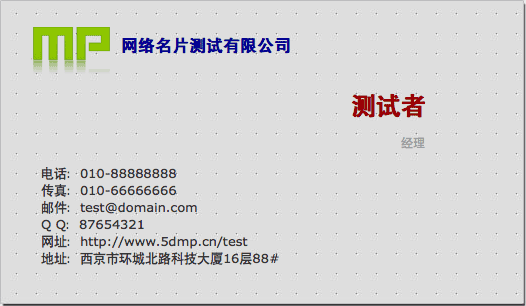 MP 网络名片测试有限公司
测试者
经理
电话: 010-88888888
传真: 010-66666666
邮件: test@domain.com
Q Q: 87654321
网址: http://www.5dmp.cn/test
地址: 西京市环城北路科技大厦16层88#